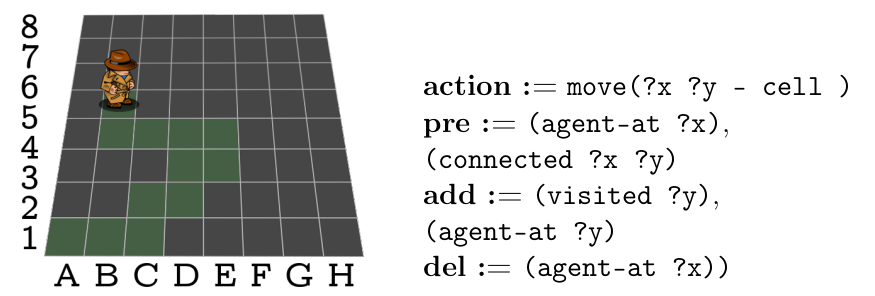 8
7
6
5
4
3
2
1
A B C D E F G H
action := move(?x ?y - cell )
pre := (agent-at ?x),
(connected ?x ?y)
add := (visited ?y),
(agent-at ?y)
del := (agent-at ?x))